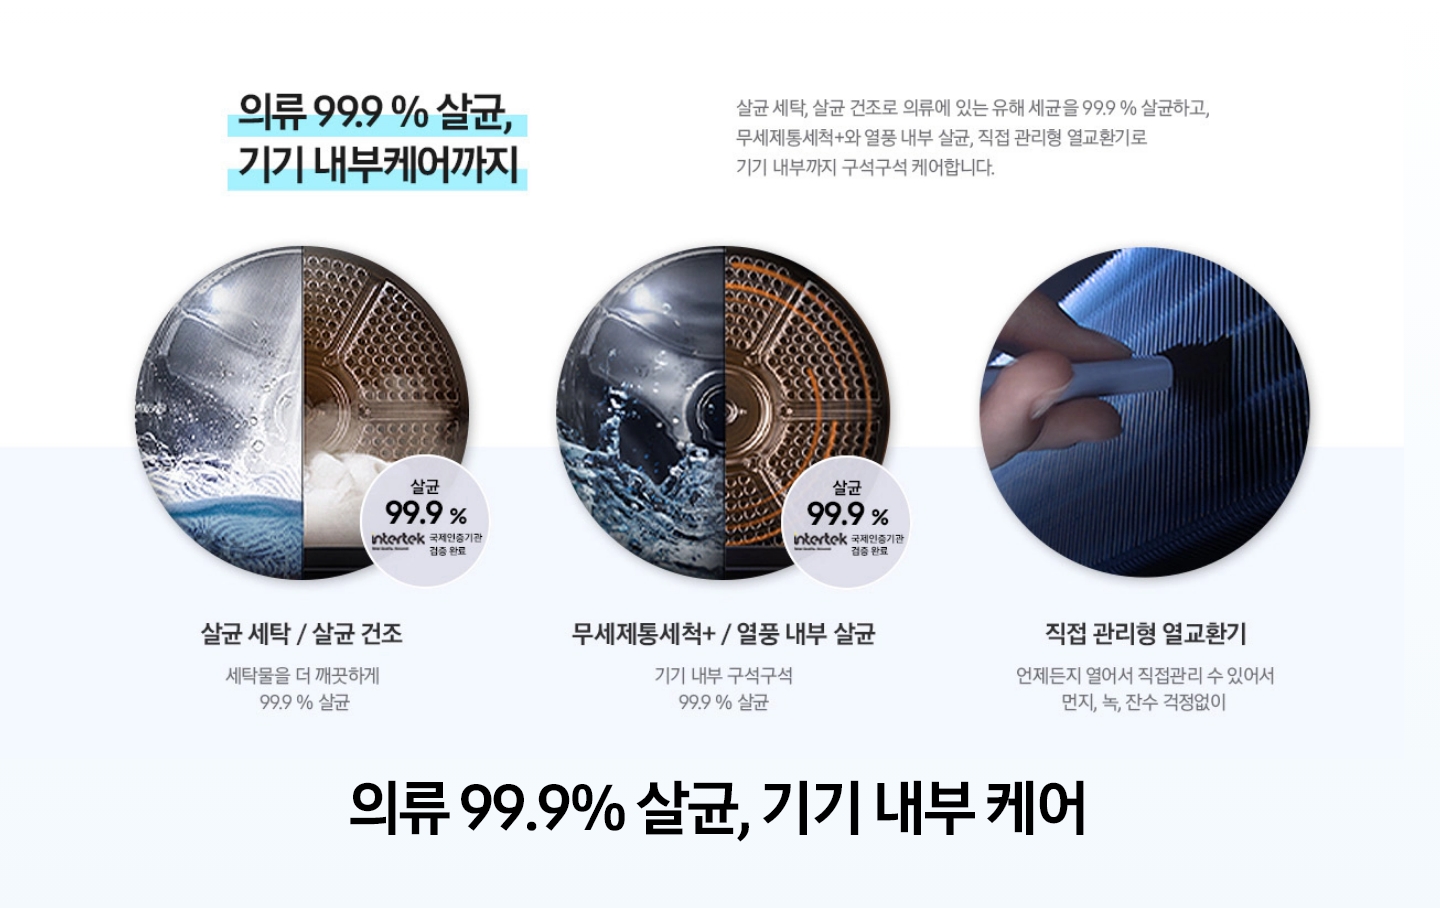 의류 99.9 % 살균,
기기 내부케어까지
살균 세탁, 살균 건조로 의류에 있는 유해 세균을 99.9 % 살균하고,
무세제통세척+와 열풍 내부 살균, 직접 관리형 열교환기로
기기 내부까지 구석구석 케어합니다.
살균
99.9 %
intertek 국제인증기관
Total Quality. Assured. 검증 완료
살균
99.9 %
intertek 국제인증기관
Total Quality. Assured. 검증 완료
살균 세탁 / 살균 건조
세탁물을 더 깨끗하게
99.9 % 살균
무세제통세척+ / 열풍 내부 살균
기기 내부 구석구석
99.9 % 살균
직접 관리형 열교환기
언제든지 열어서 직접관리 수 있어서
먼지, 녹, 잔수 걱정없이
의류 99.9% 살균, 기기 내부 케어